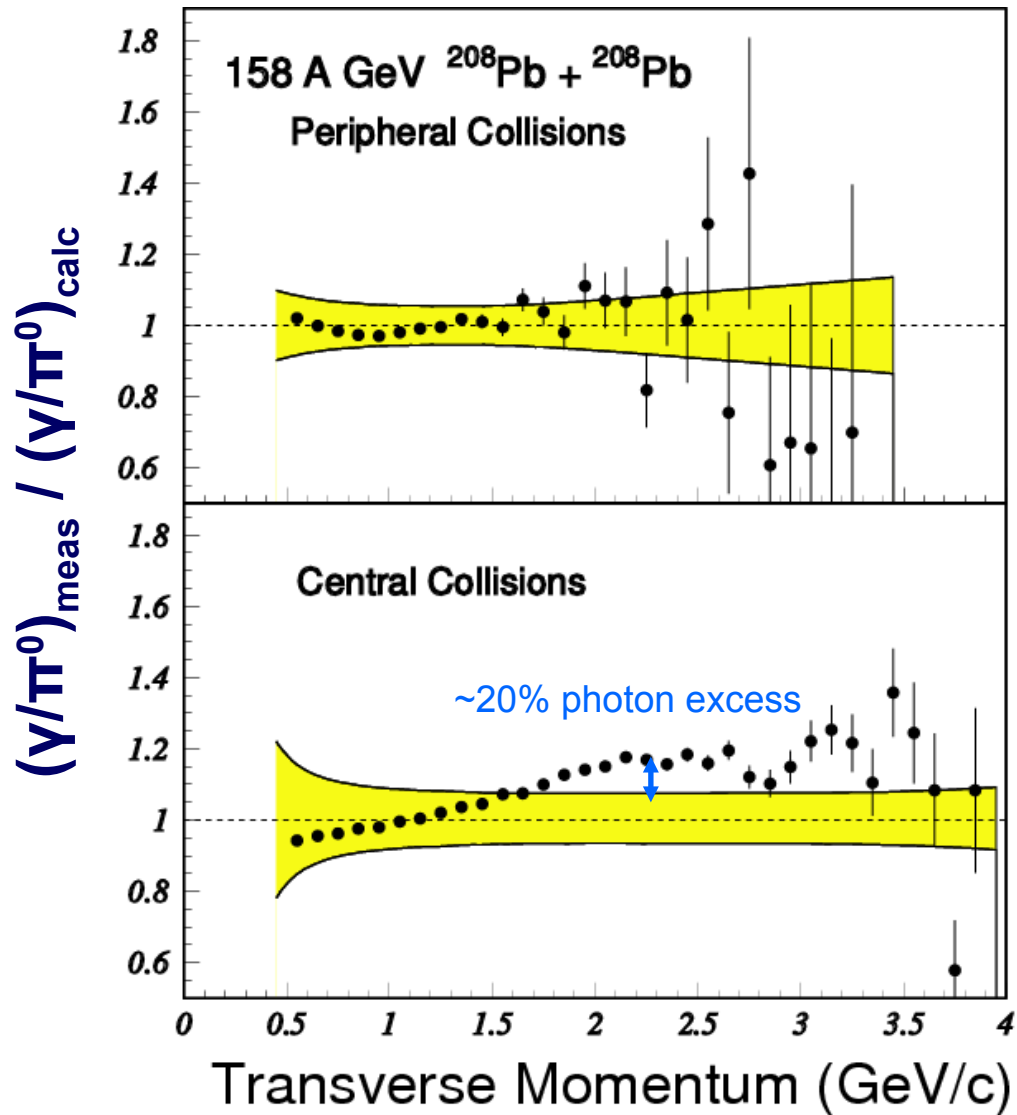 158 A GeV ²⁰⁸Pb + ²⁰⁸Pb
Peripheral Collisions
1.8
1.6
1.4
1.2
1
0.8
0.6
(γ/π⁰)meas / (γ/π⁰)calc
Central Collisions
~20% photon excess
1.8
1.6
1.4
1.2
1
0.8
0.6
0 0.5 1 1.5 2 2.5 3 3.5 4
Transverse Momentum (GeV/c)